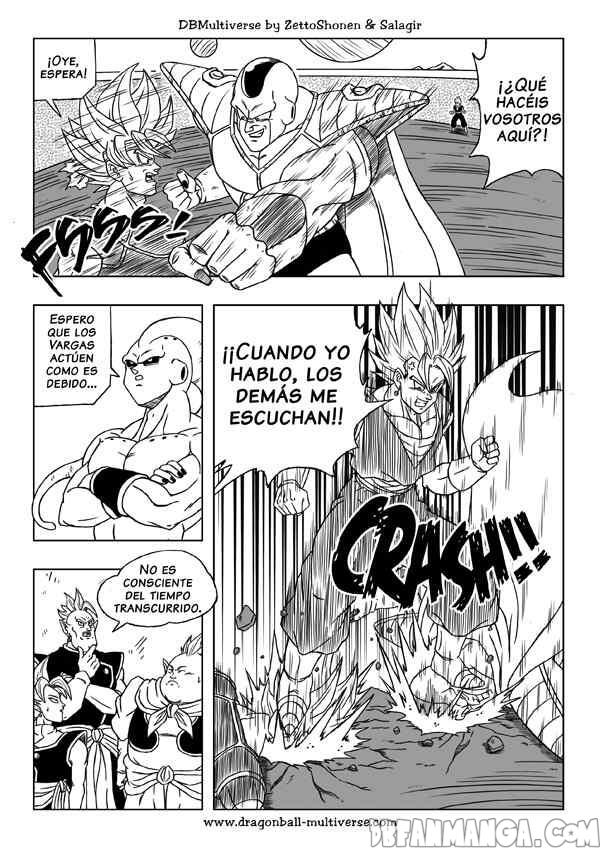 DBMultiverse by ZettoShonen & Salagir
¡Oye,
espera!
¡¿Qué
hacéis
vosotros
aquí?!
FSSS!
Espero
que los
Vargas
actúen
como es
debido...
¡¡Cuando yo
hablo, los
demás me
escuchan!!
CRASH!!
No es
consciente
del tiempo
transcurrido.
www.dragonball-multiverse.com
DBFANMANGA.COM